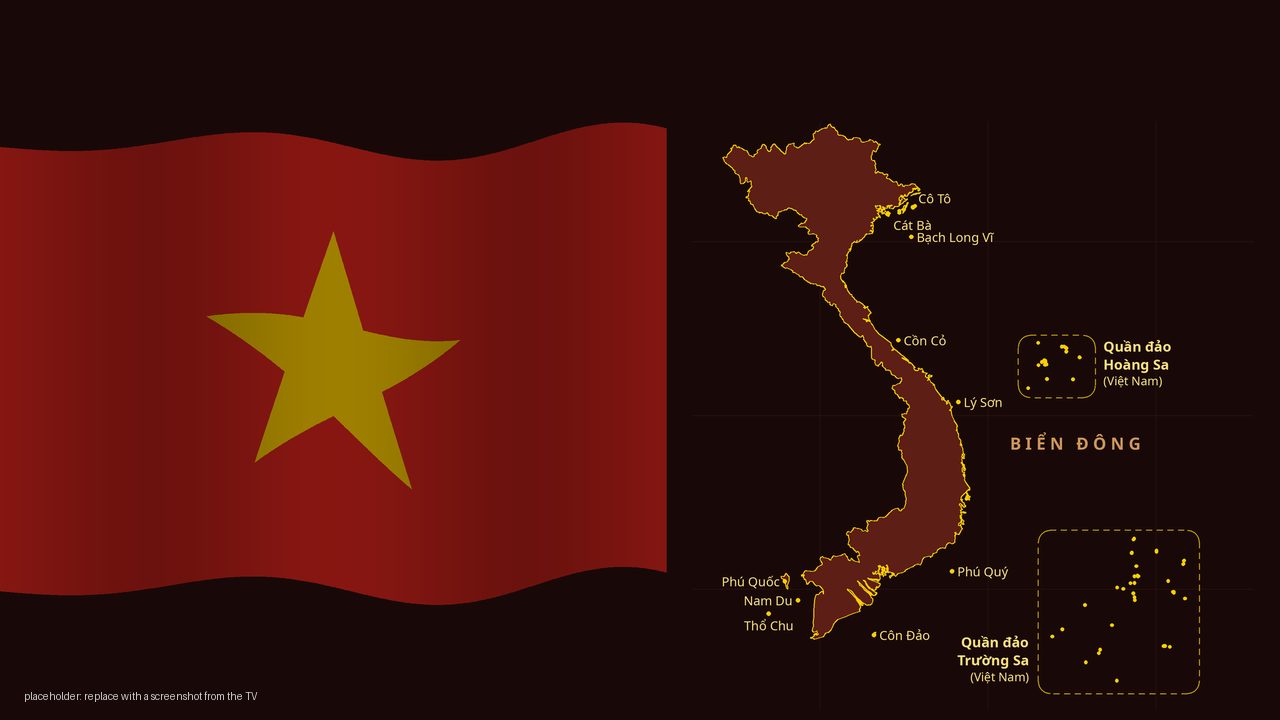 Cô Tô
Cát Bà
Bạch Long Vĩ
Cồn Cỏ
Quần đảo
Hoàng Sa
(Việt Nam)
Lý Sơn
BIỂN ĐÔNG
Phú Quý
Phú Quốc
Nam Du
Thổ Chu
Côn Đảo
Quần đảo
Trường Sa
(Việt Nam)
placeholder: replace with a screenshot from the TV